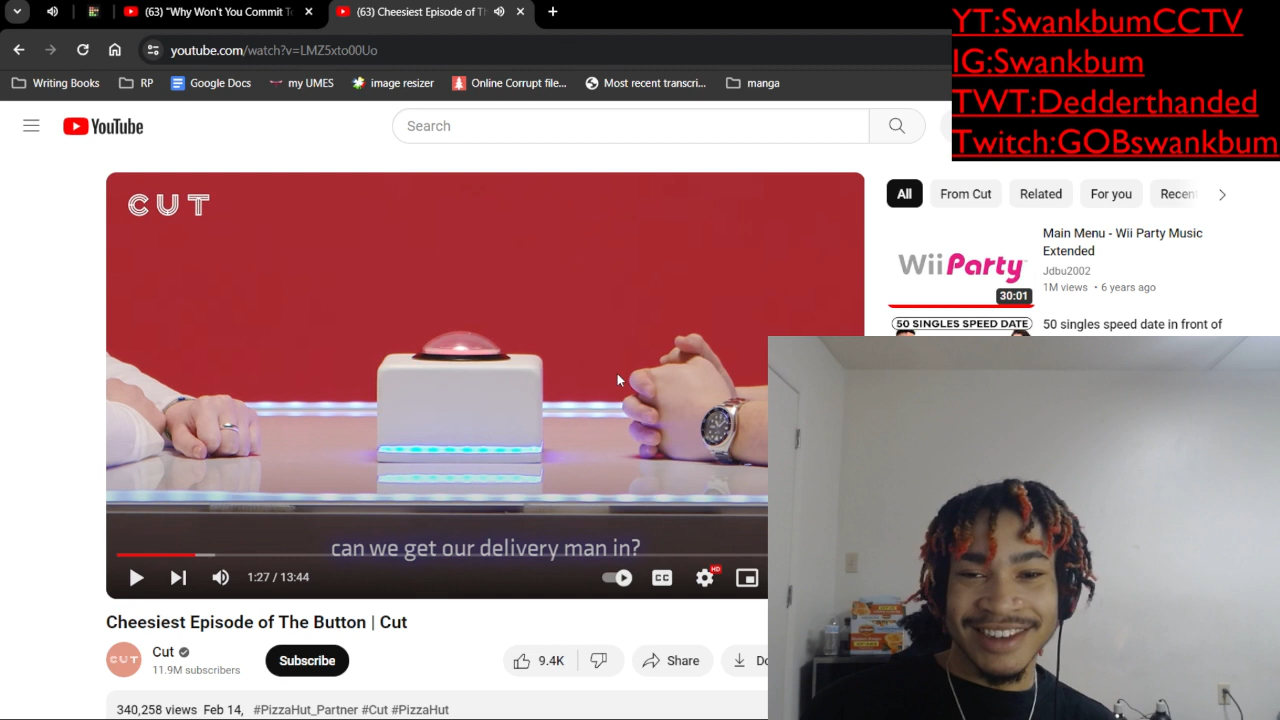 (63) "Why Won't You Commit T
(63) Cheesiest Episode of Th
YT:SwankbumCCTV
IG:Swankbum
TWT:Dedderthanded
Twitch:GOBswankbum
youtube.com/watch?v=LMZ5xto00Uo
Writing Books
RP
Google Docs
my UMES
image resizer
Online Corrupt file...
Most recent transcri...
manga
YouTube
Search
CUT
can we get our delivery man in?
1:27 / 13:44
CC
HD
Cheesiest Episode of The Button | Cut
CUT
Cut
11.9M subscribers
Subscribe
9.4K
Share
Do
340,258 views Feb 14, #PizzaHut_Partner #Cut #PizzaHut
All
From Cut
Related
For you
Recen
Wii Party
30:01
Main Menu - Wii Party Music
Extended
Jdbu2002
1M views • 6 years ago
50 SINGLES SPEED DATE
50 singles speed date in front of